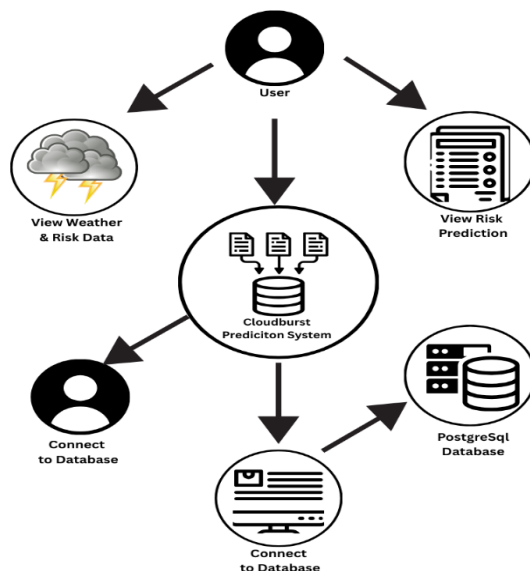 User
View Weather
& Risk Data
View Risk
Prediction
Cloudburst
Prediciton System
Connect
to Database
PostgreSql
Database
Connect
to Database